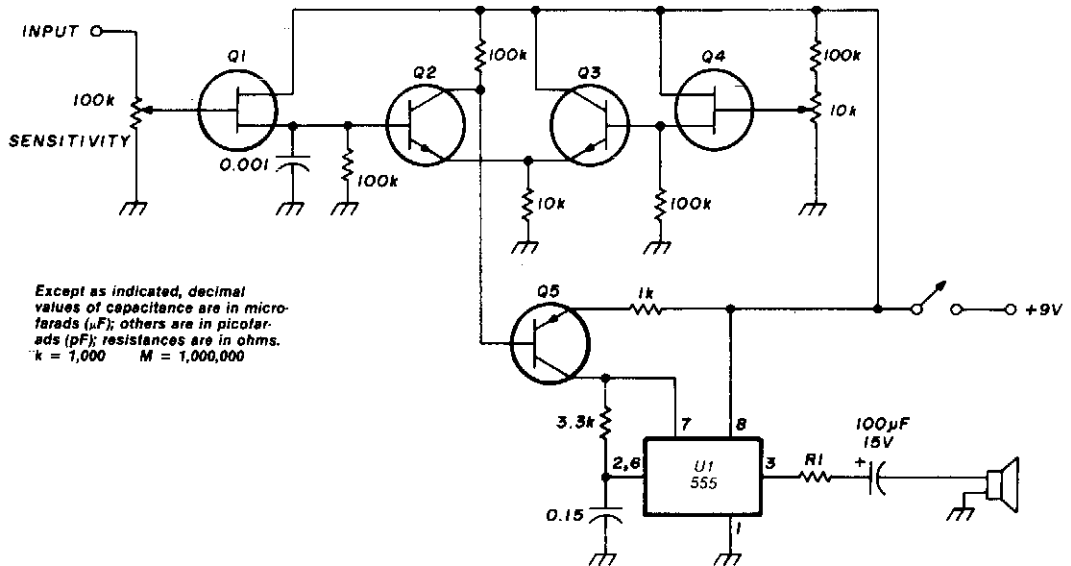 INPUT
Q1
Q2
100k
Q3
Q4
100k
100k
SENSITIVITY
10k
0.001
100k
10k
100k
Except as indicated, decimal
values of capacitance are in micro-
farads (μF); others are in picofar-
ads (pF); resistances are in ohms.
k = 1,000 M = 1,000,000
Q5
1k
+9V
3.3k
7
8
100μF
15V
2,6
U1
555
3
R1
+
0.15
1